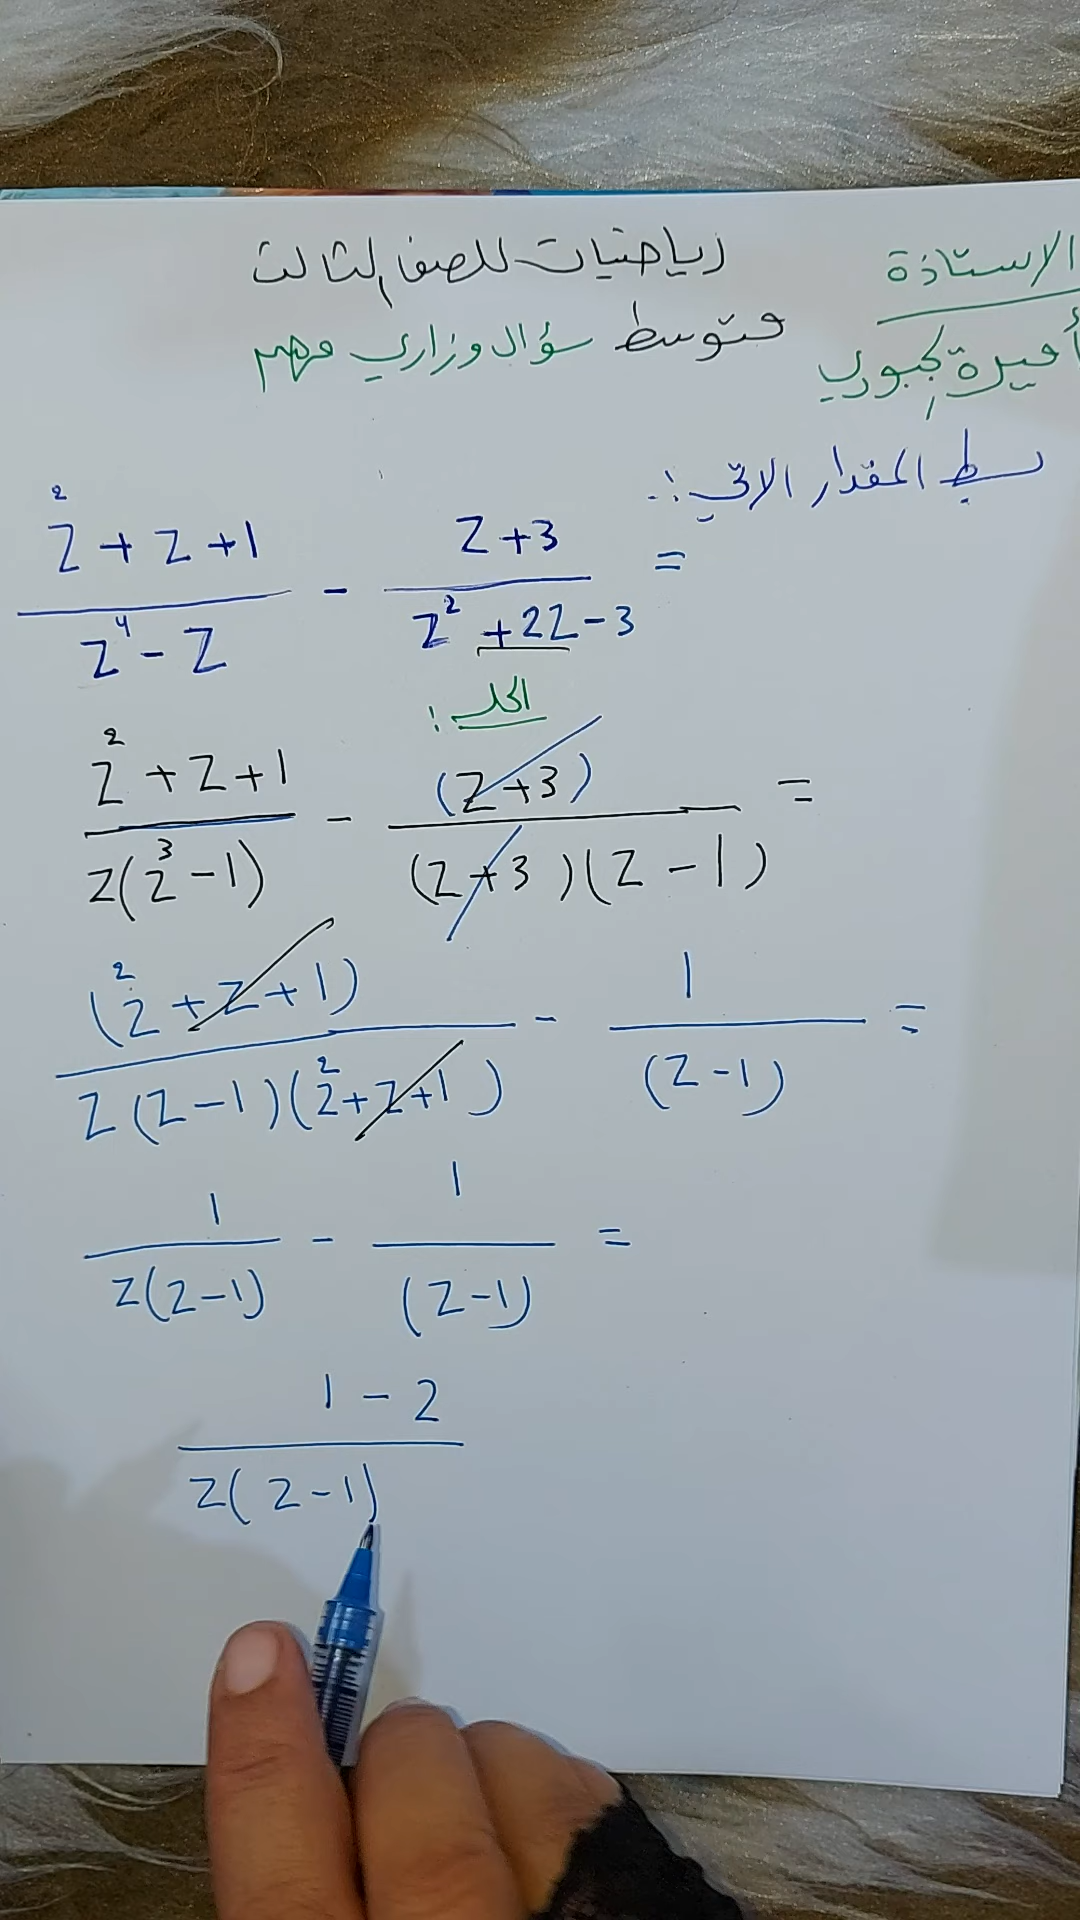 رياضيات للصف الثالث
متوسط سؤال وزاري مهم
الاستاذة
أميرة الجبوري
بسط المقدار الآتي :.
(z² + z + 1)/(z⁴ - z) - (z + 3)/(z² + 2z - 3) =
الحل :
(z² + z + 1)/(z(z³ - 1)) - (z + 3)/((z + 3)(z - 1)) =
(z² + z + 1)/(z(z - 1)(z² + z + 1)) - 1/(z - 1) =
1/(z(z - 1)) - 1/(z - 1) =
(1 - z)/(z(z - 1))